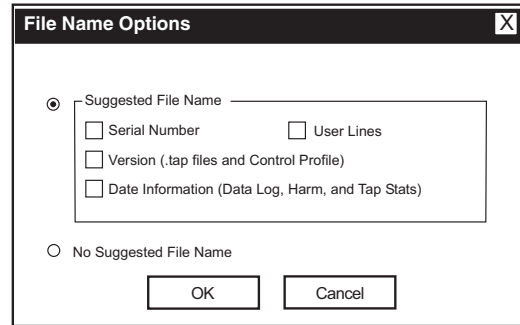 File Name Options X
Suggested File Name
Serial Number User Lines
Version (.tap files and Control Profile)
Date Information (Data Log, Harm, and Tap Stats)
No Suggested File Name
OK Cancel